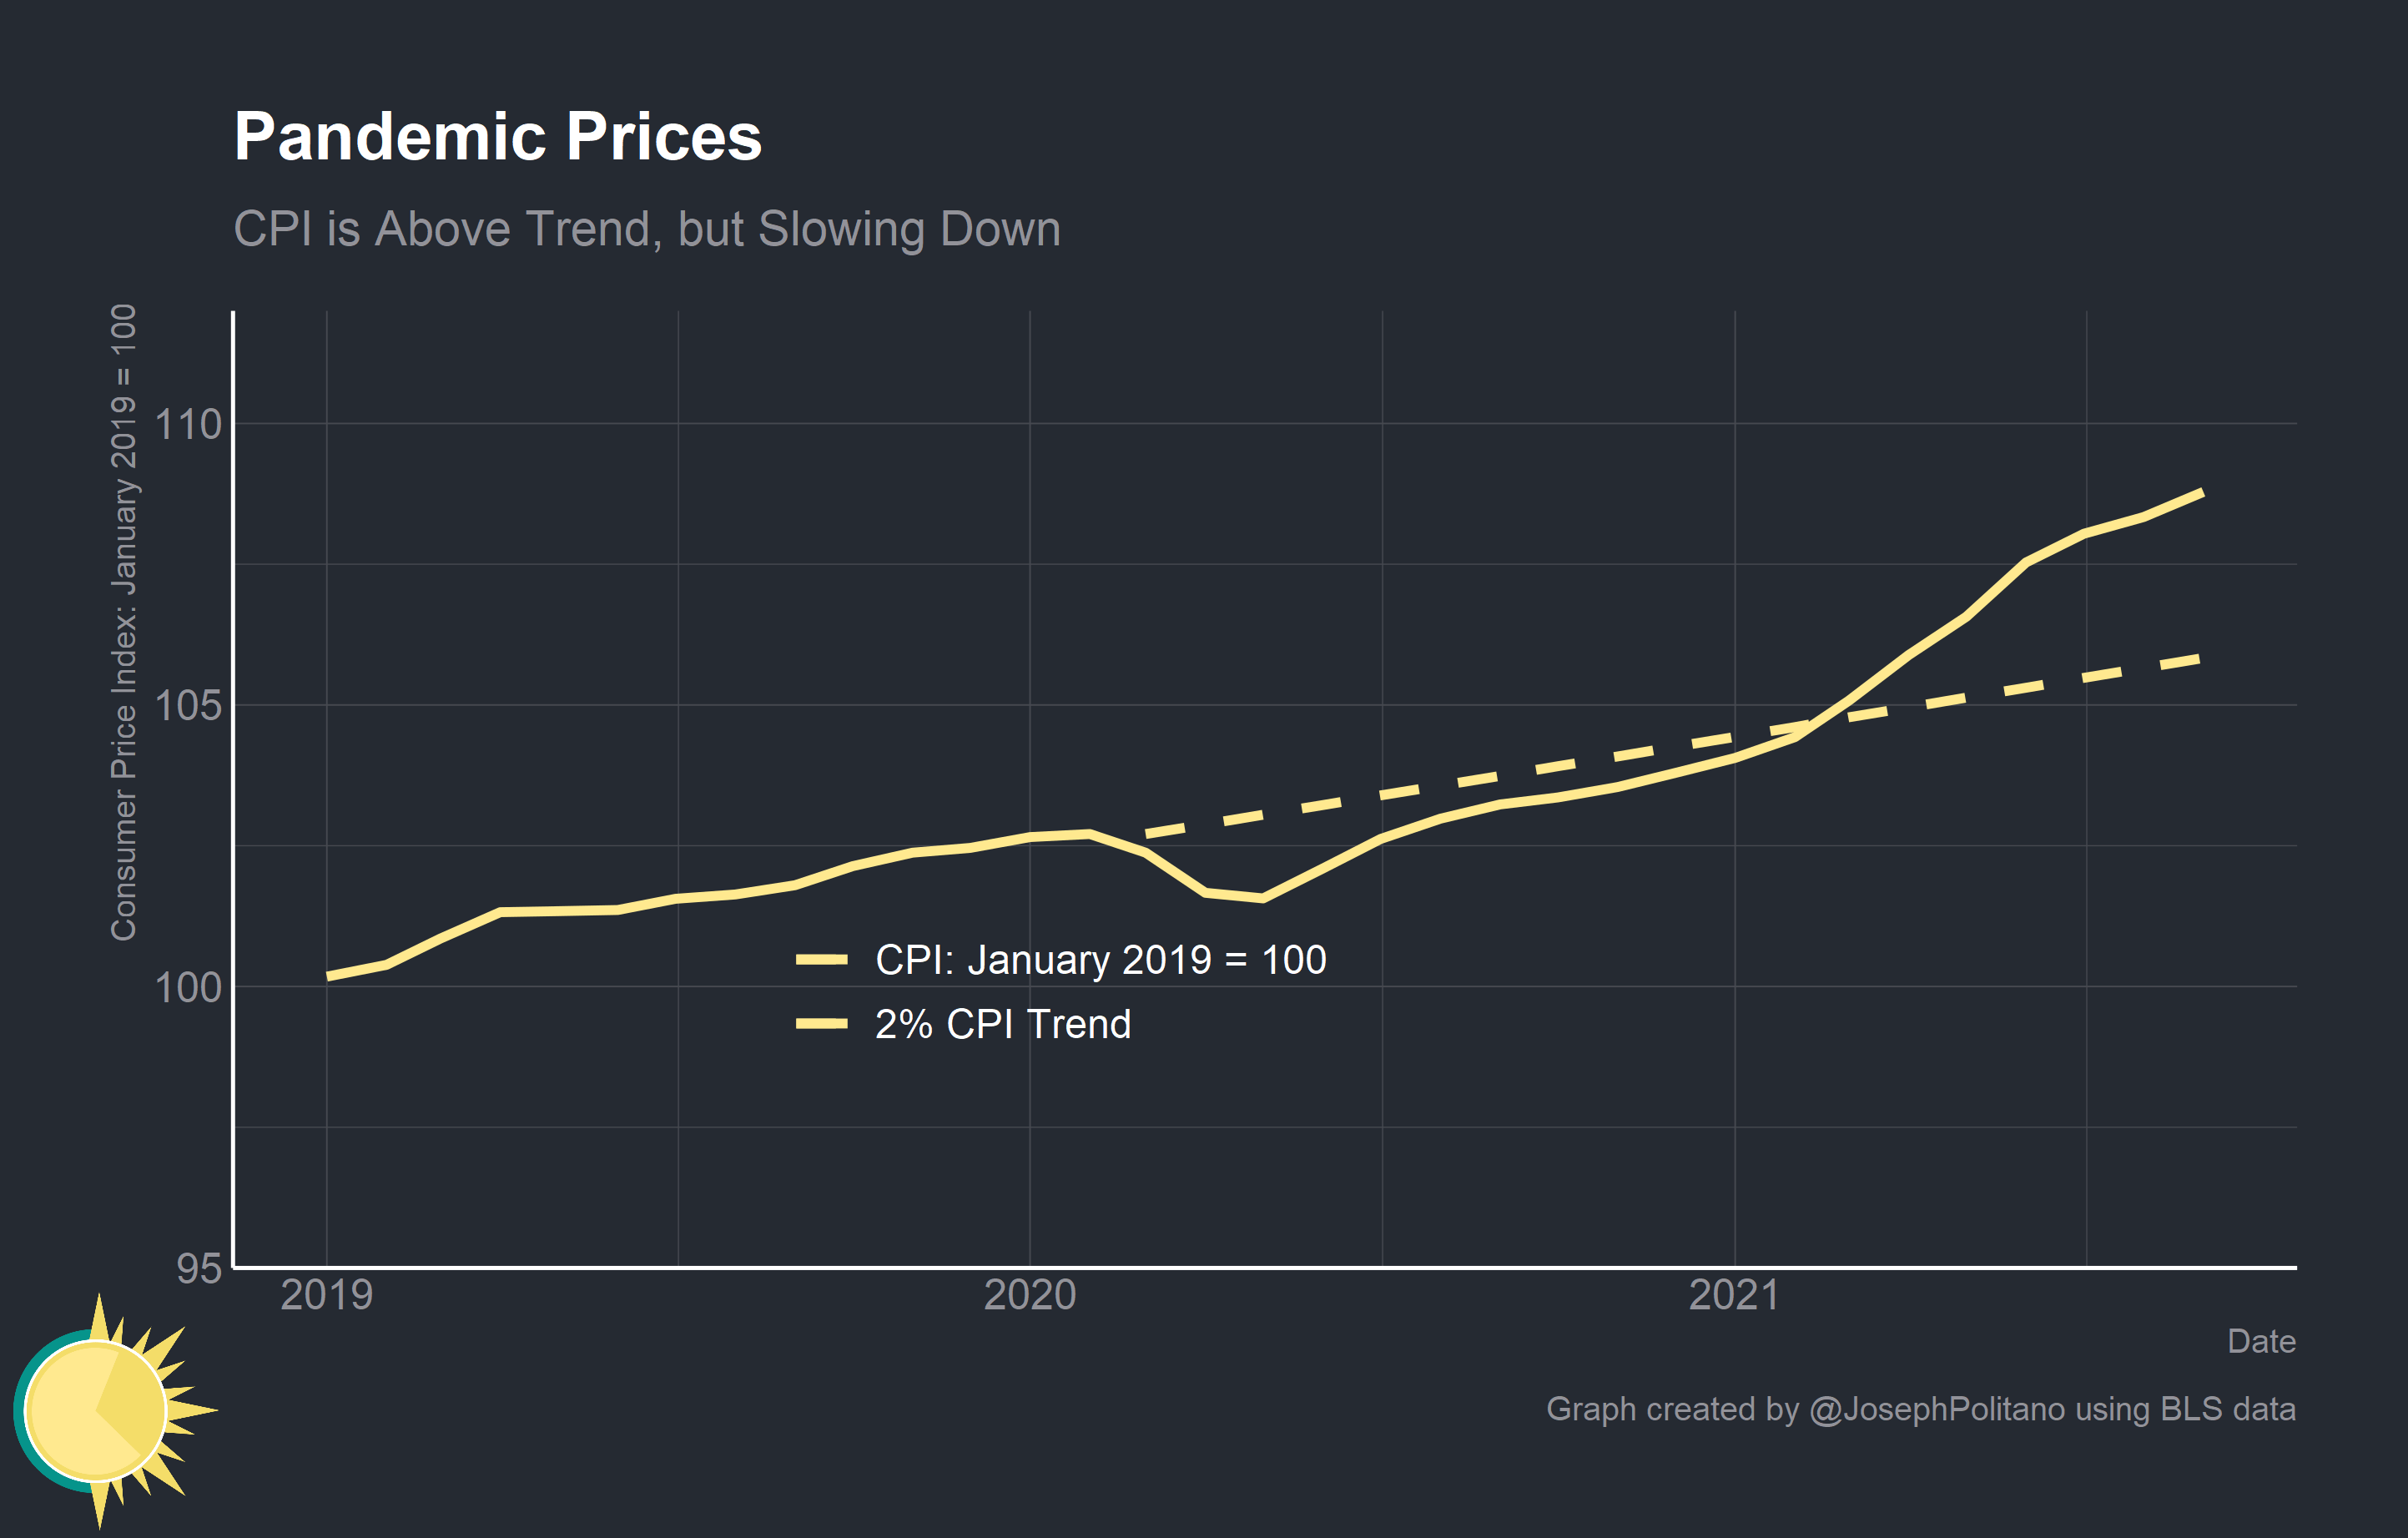 Pandemic Prices
CPI is Above Trend, but Slowing Down
Consumer Price Index: January 2019 = 100
110
105
100
95
CPI: January 2019 = 100
2% CPI Trend
2019
2020
2021
Date
Graph created by @JosephPolitano using BLS data